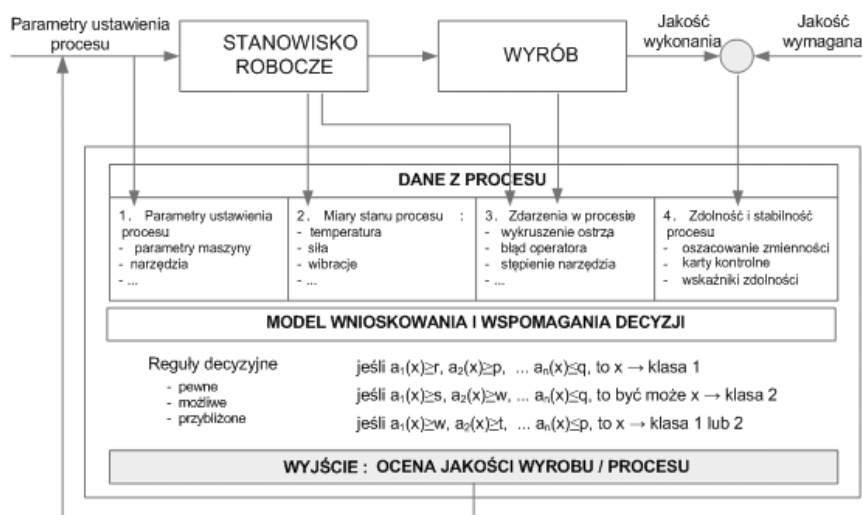 Parametry ustawienia
procesu
STANOWISKO
ROBOCZE
WYRÓB
Jakość
wykonania
Jakość
wymagana
DANE Z PROCESU
1. Parametry ustawienia
procesu
- parametry maszyny
- narzędzia
- ...
2. Miary stanu procesu :
- temperatura
- siła
- wibracje
- ...
3. Zdarzenia w procesie
- wykruszenie ostrza
- błąd operatora
- stępienie narzędzia
- ...
4. Zdolność i stabilność
procesu
- oszacowanie zmienności
- karty kontrolne
- wskaźniki zdolności
MODEL WNIOSKOWANIA I WSPOMAGANIA DECYZJI
Reguły decyzyjne
- pewne
- możliwe
- przybliżone
jeśli a₁(x)≥r, a₂(x)≥p, ... aₙ(x)≤q, to x → klasa 1
jeśli a₁(x)≥s, a₂(x)≥w, ... aₙ(x)≤q, to być może x → klasa 2
jeśli a₁(x)≥w, a₂(x)≥t, ... aₙ(x)≤p, to x → klasa 1 lub 2
WYJŚCIE : OCENA JAKOŚCI WYROBU / PROCESU